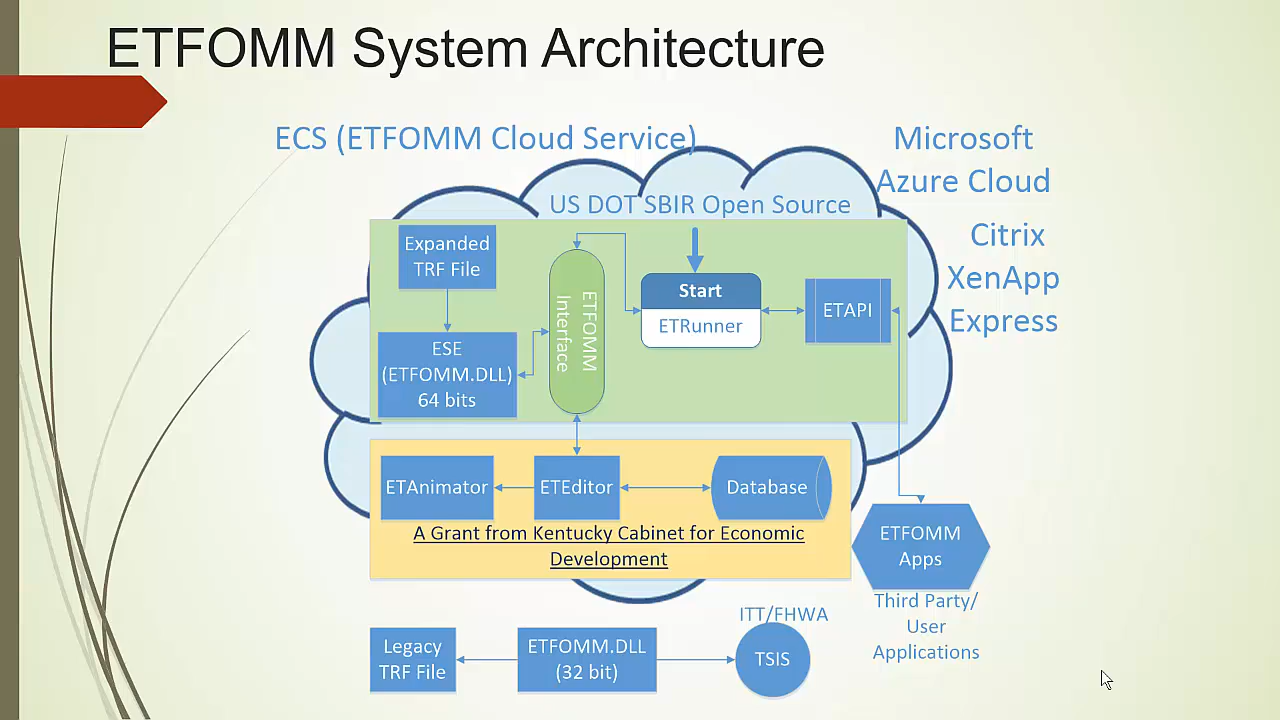 ETFOMM System Architecture
ECS (ETFOMM Cloud Service)
Microsoft
Azure Cloud
Citrix
XenApp
Express
US DOT SBIR Open Source
Expanded
TRF File
ETFOMM
Interface
Start
ETRunner
ETAPI
ESE
(ETFOMM.DLL)
64 bits
ETAnimator
ETEditor
Database
A Grant from Kentucky Cabinet for Economic
Development
ETFOMM
Apps
Third Party/
User
Applications
ITT/FHWA
Legacy
TRF File
ETFOMM.DLL
(32 bit)
TSIS